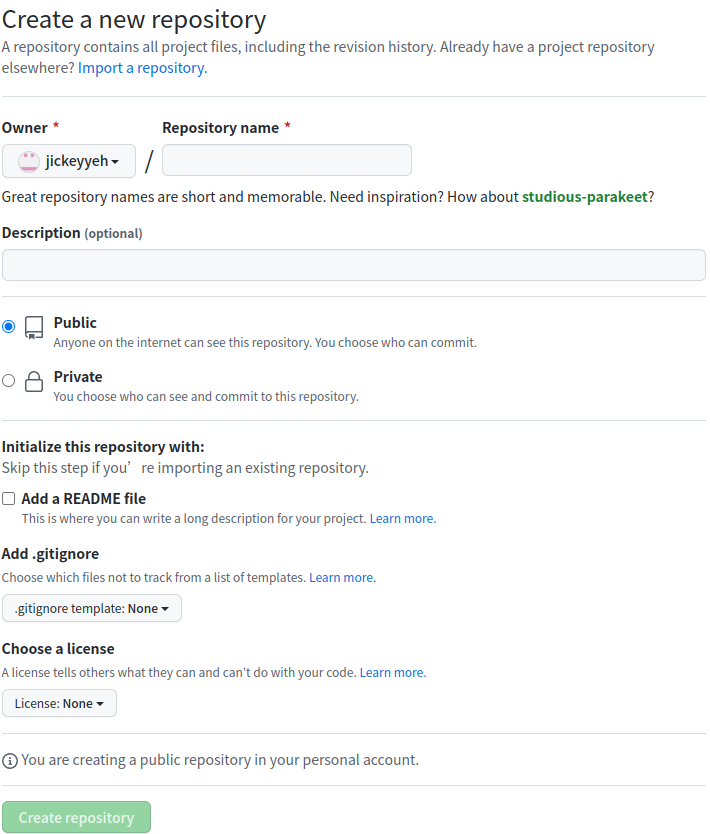 Create a new repository
A repository contains all project files, including the revision history. Already have a project repository
elsewhere? Import a repository.
Owner * Repository name *
jickeyyeh / 
Great repository names are short and memorable. Need inspiration? How about studious-parakeet?
Description (optional)
Public
Anyone on the internet can see this repository. You choose who can commit.
Private
You choose who can see and commit to this repository.
Initialize this repository with:
Skip this step if you’re importing an existing repository.
Add a README file
This is where you can write a long description for your project. Learn more.
Add .gitignore
Choose which files not to track from a list of templates. Learn more.
.gitignore template: None
Choose a license
A license tells others what they can and can't do with your code. Learn more.
License: None
You are creating a public repository in your personal account.
Create repository